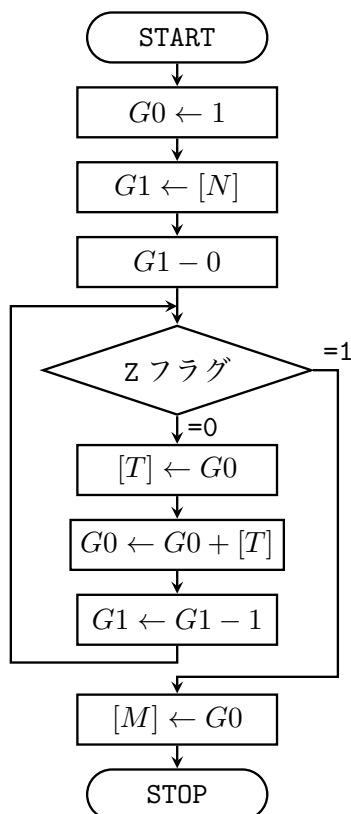 START
G0 ← 1
G1 ← [N]
G1 − 0
Z フラグ
=1
=0
[T] ← G0
G0 ← G0 + [T]
G1 ← G1 − 1
[M] ← G0
STOP